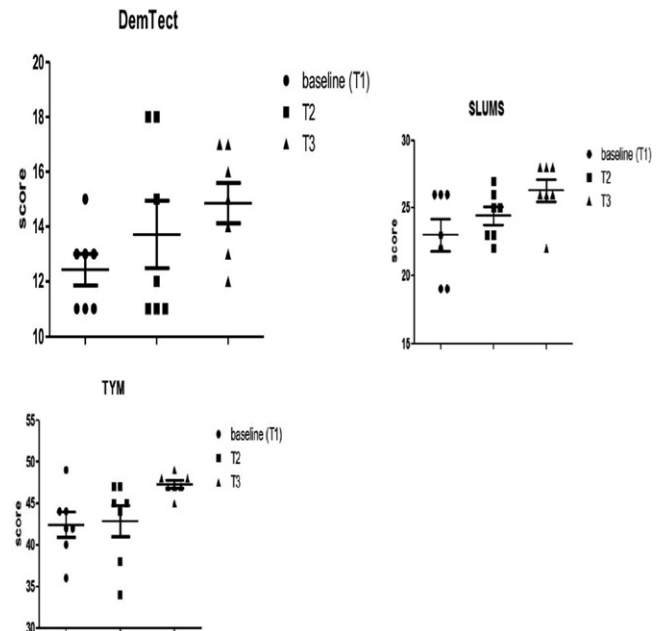 DemTect
20
18
16
14
12
10
score
baseline (T1)
T2
T3
SLUMS
30
25
20
15
score
baseline (T1)
T2
T3
TYM
55
50
45
40
35
30
score
baseline (T1)
T2
T3